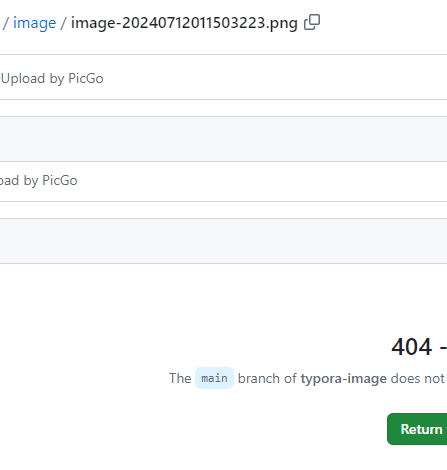 / image / image-20240712011503223.png
Upload by PicGo
oad by PicGo
404 -
The main branch of typora-image does not
Return